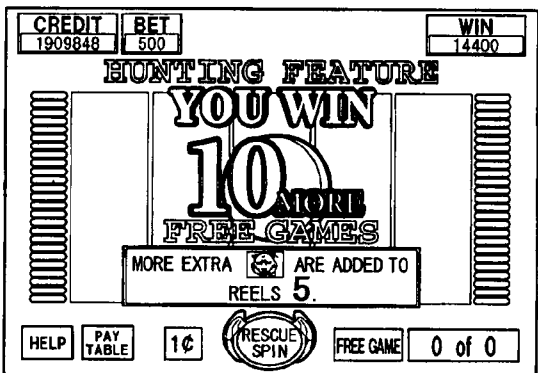 CREDIT BET WIN
1909848 500 14400
HUNTING FEATURE
YOU WIN
10 MORE
FREE GAMES
MORE EXTRA ARE ADDED TO
REELS 5.
HELP PAY TABLE 1¢ RESCUE SPIN FREE GAME 0 of 0